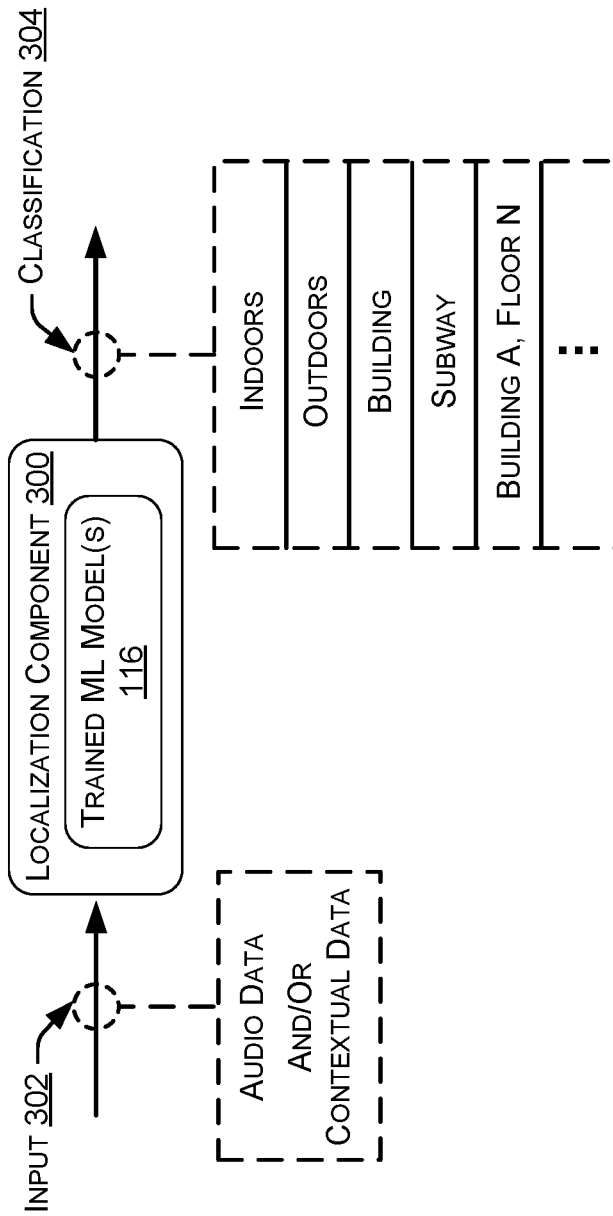 INPUT 302
AUDIO DATA
AND/OR
CONTEXTUAL DATA
LOCALIZATION COMPONENT 300
TRAINED ML MODEL(S)
116
CLASSIFICATION 304
INDOORS
OUTDOORS
BUILDING
SUBWAY
BUILDING A, FLOOR N
...